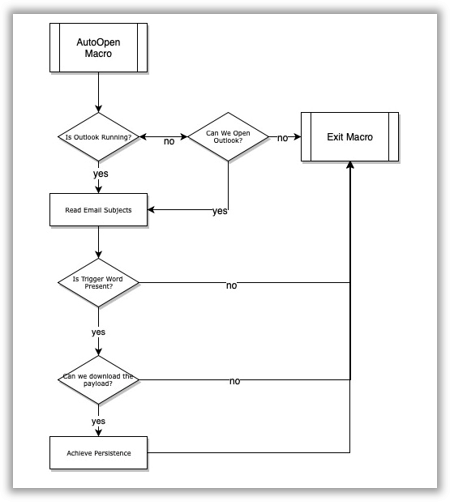 AutoOpen
Macro
Is Outlook Running?
no
Can We Open
Outlook?
no
Exit Macro
yes
Read Email Subjects
yes
Is Trigger Word
Present?
no
yes
Can we download the
payload?
no
yes
Achieve Persistence